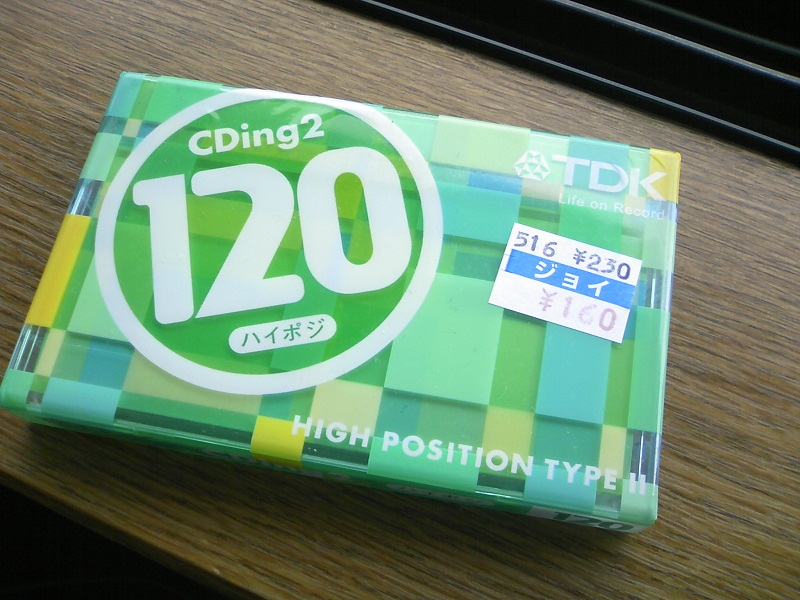 CDing2
120
ハイポジ
TDK
Life on Record
516 ¥230
ジョイ
¥160
HIGH POSITION TYPE II
120